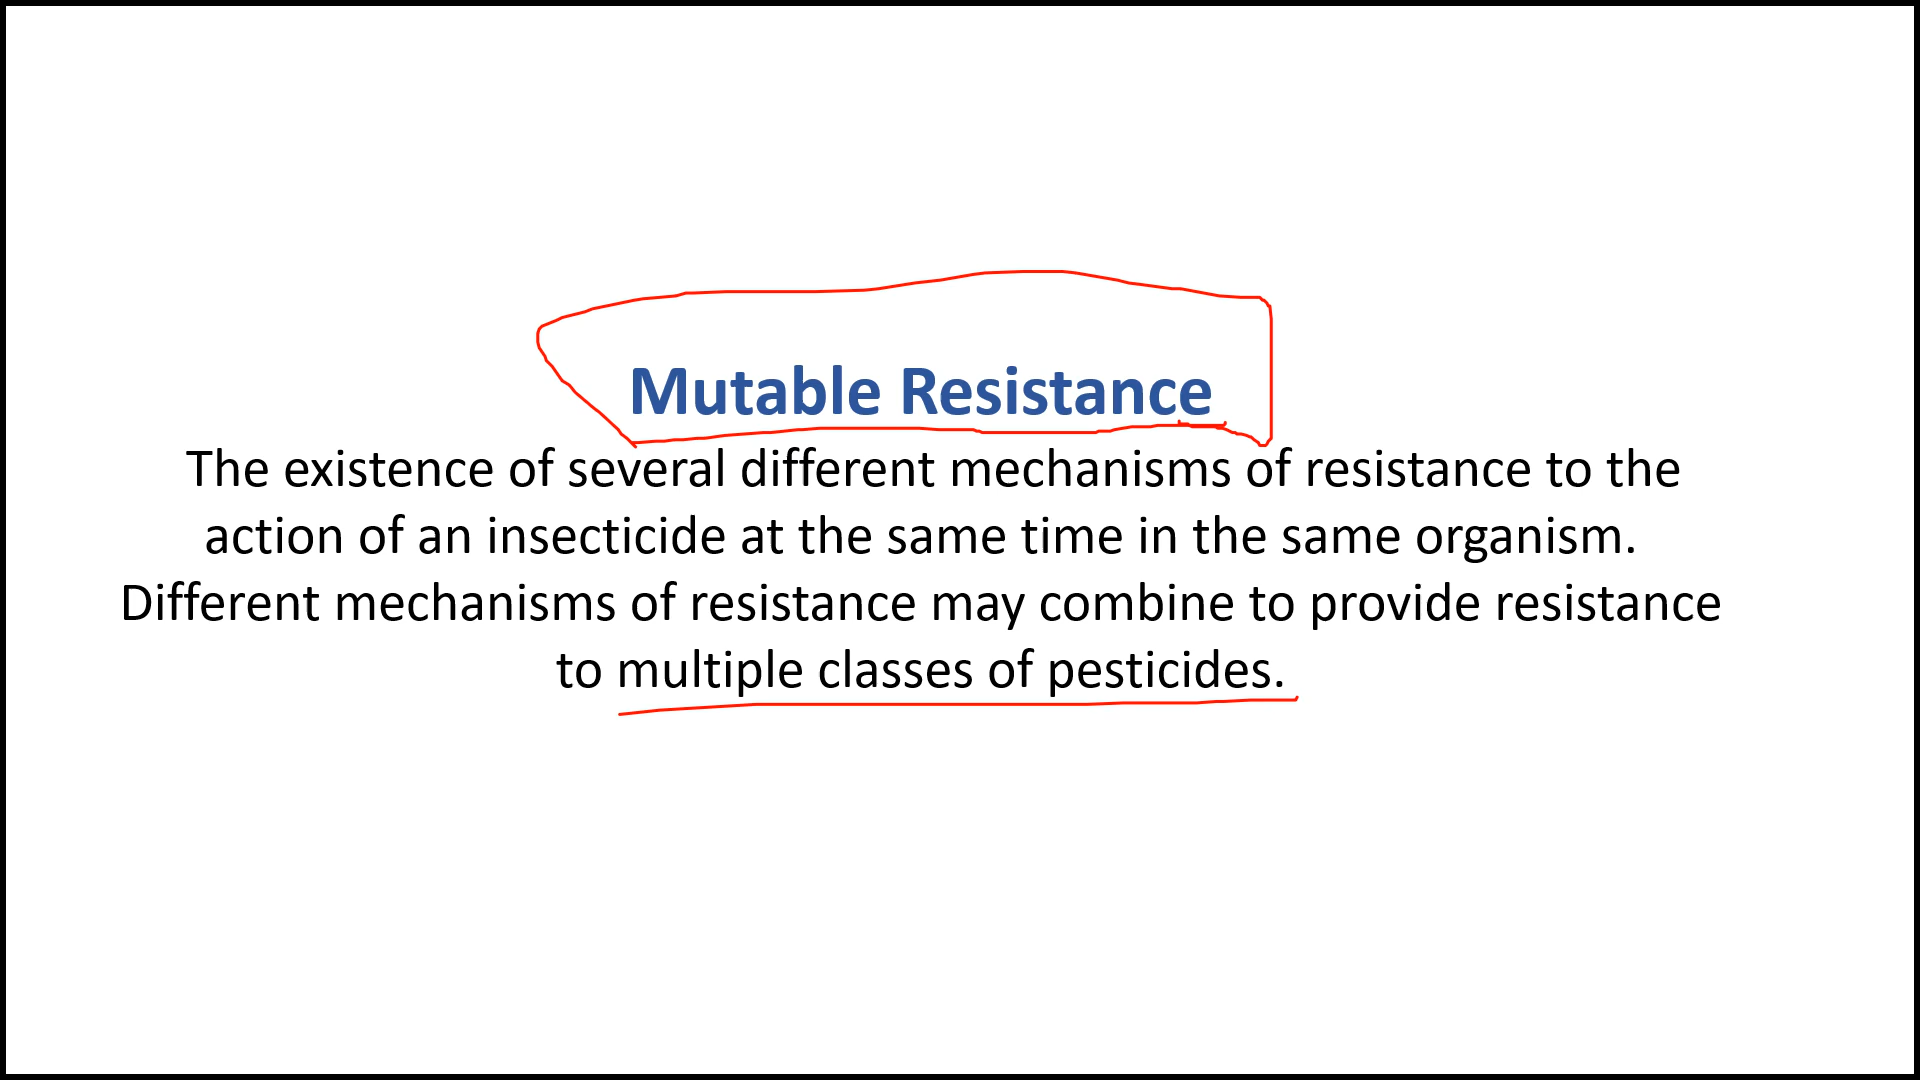 Mutable Resistance
The existence of several different mechanisms of resistance to the
action of an insecticide at the same time in the same organism.
Different mechanisms of resistance may combine to provide resistance
to multiple classes of pesticides.